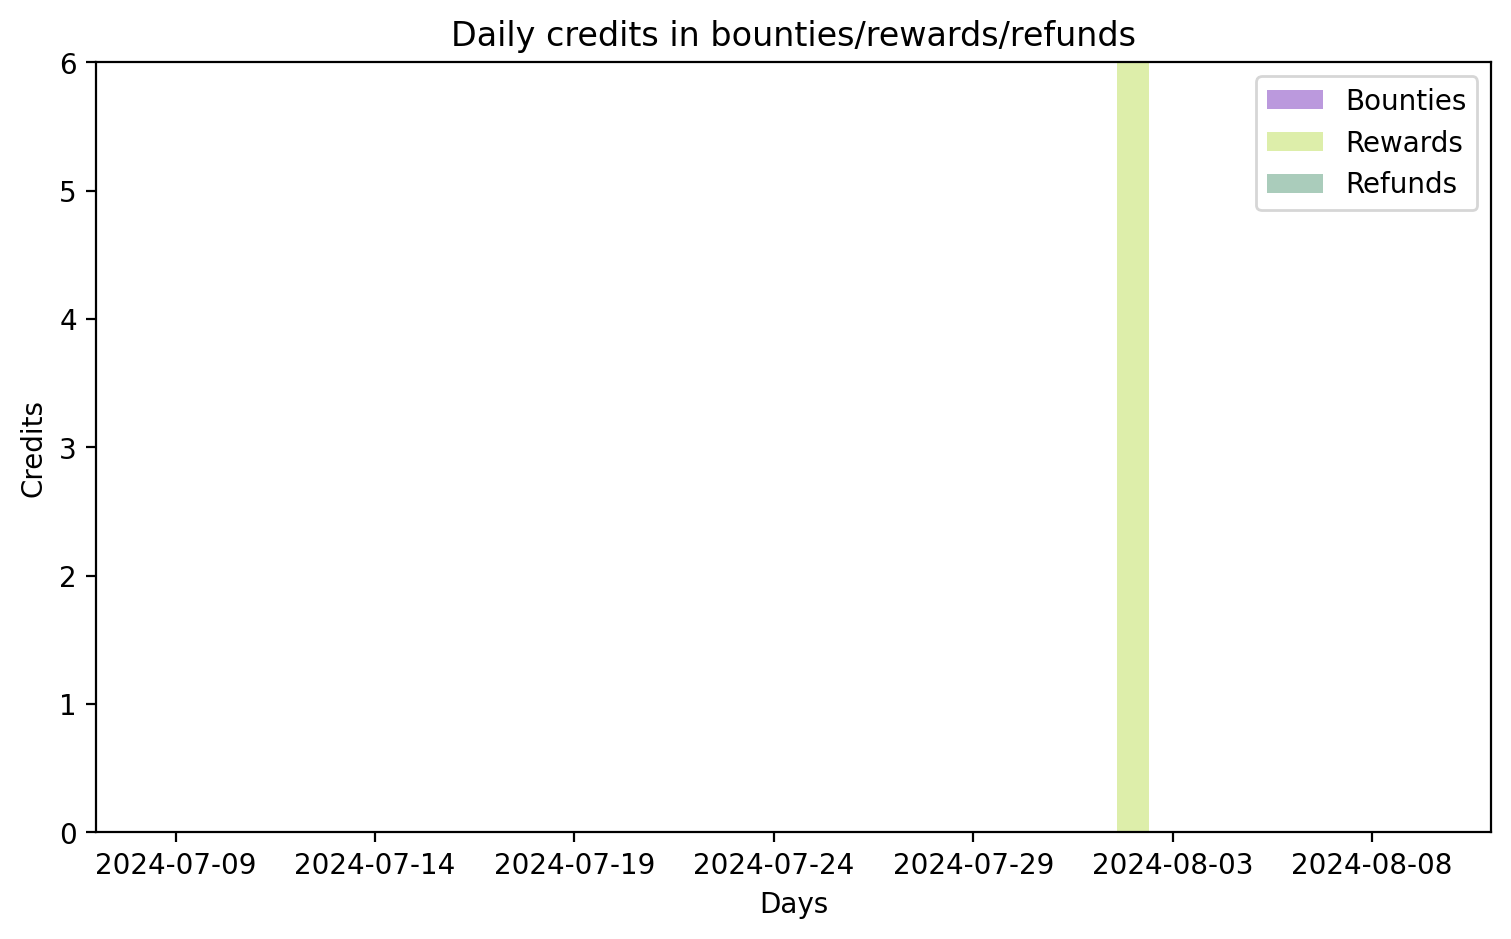 Daily credits in bounties/rewards/refunds
6
5
4
3
2
1
0
Credits
Bounties
Rewards
Refunds
2024-07-09 2024-07-14 2024-07-19 2024-07-24 2024-07-29 2024-08-03 2024-08-08
Days